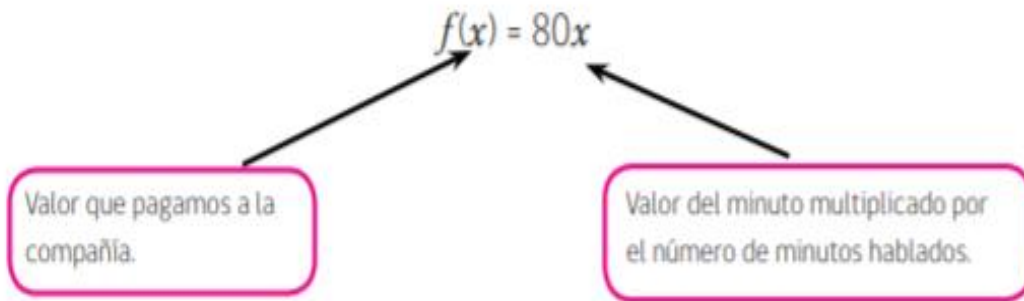 f(x) = 80x
Valor que pagamos a la
compañía.
Valor del minuto multiplicado por
el número de minutos hablados.